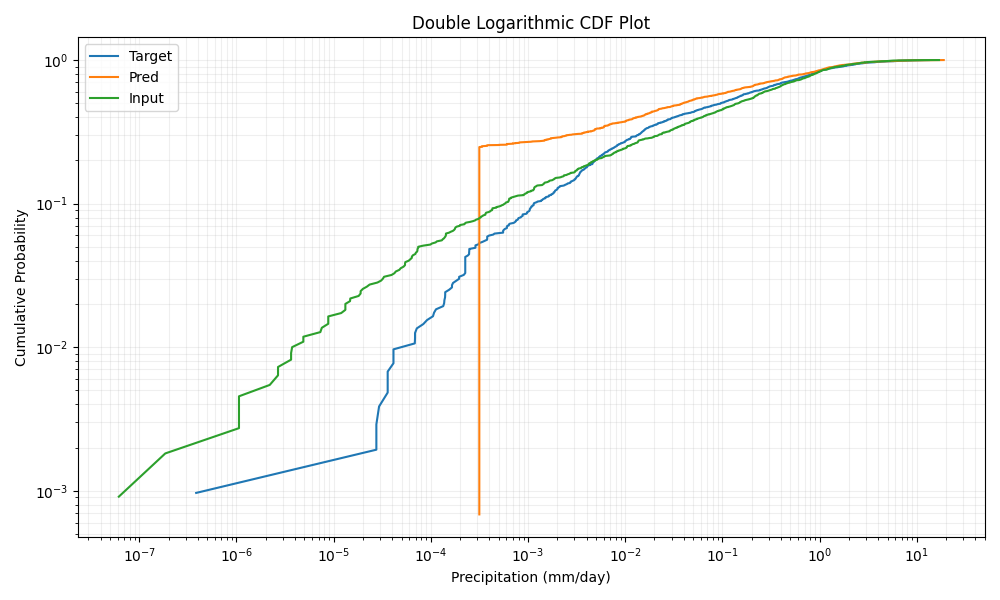 Double Logarithmic CDF Plot
Target
Pred
Input
Cumulative Probability
10⁰
10⁻¹
10⁻²
10⁻³
10⁻⁷ 10⁻⁶ 10⁻⁵ 10⁻⁴ 10⁻³ 10⁻² 10⁻¹ 10⁰ 10¹
Precipitation (mm/day)